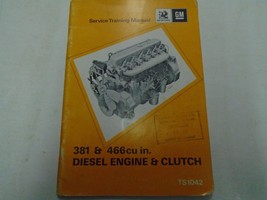 Service Training Manual
GM
381 & 466cu in.
DIESEL ENGINE & CLUTCH
TS1042